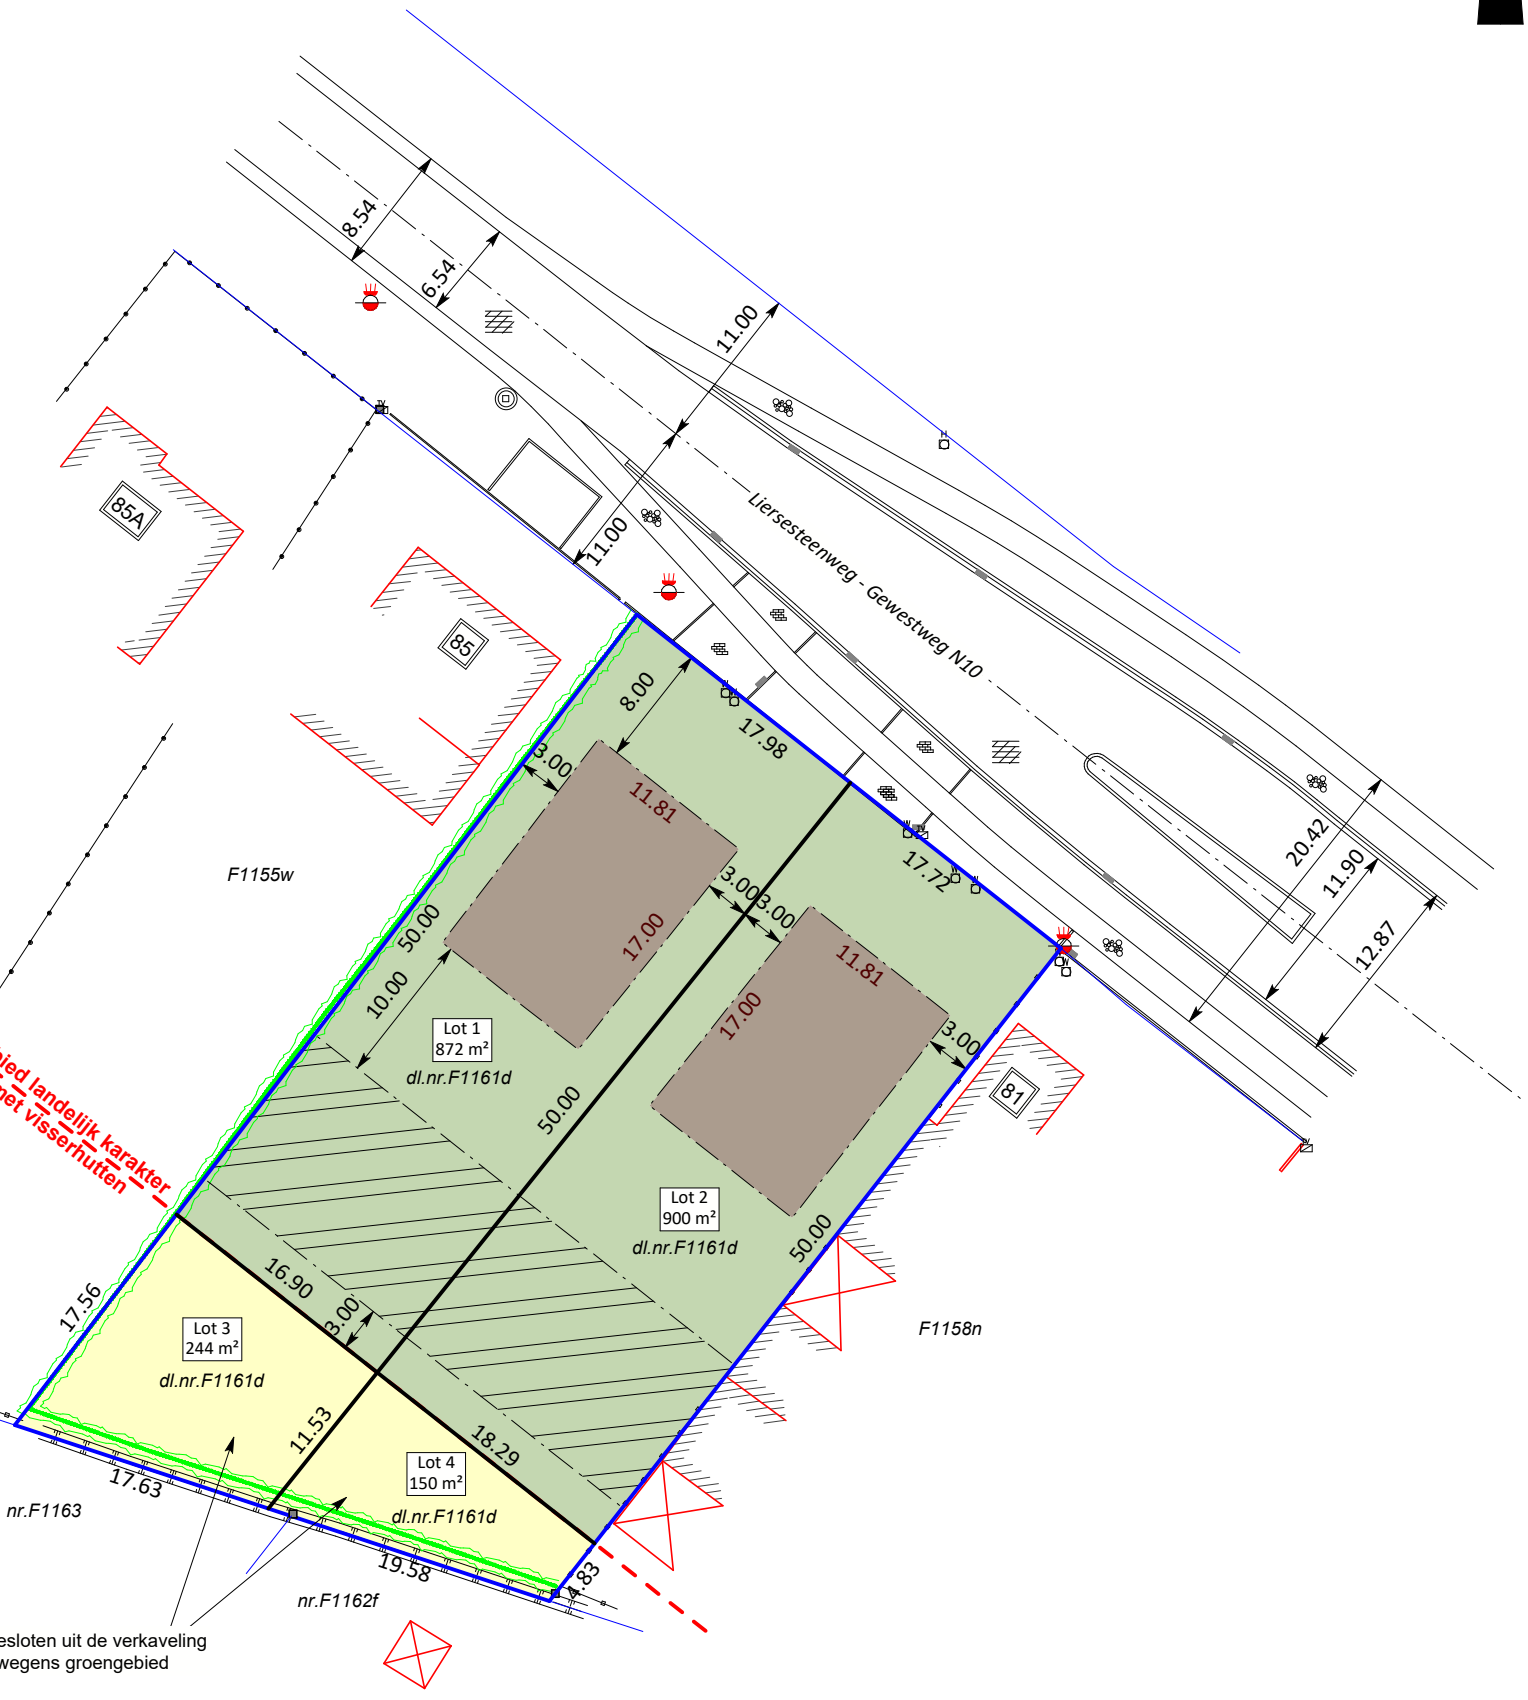 8.54
6.54
11.00
11.00
TV
H
85A
85
Liersesteenweg - Gewestweg N10
8.00
17.98
3.00
11.81
17.00
17.72
3.00
3.00
11.81
17.00
3.00
20.42
11.90
12.87
F1155w
50.00
10.00
Lot 1
872 m²
dl.nr.F1161d
50.00
81
Lot 2
900 m²
dl.nr.F1161d
50.00
F1158n
landelijk karakter
met visserhutten
16.90
3.00
17.56
Lot 3
244 m²
dl.nr.F1161d
11.53
18.29
Lot 4
150 m²
dl.nr.F1161d
17.63
19.58
4.83
nr.F1163
nr.F1162f
esloten uit de verkaveling
wegens groengebied